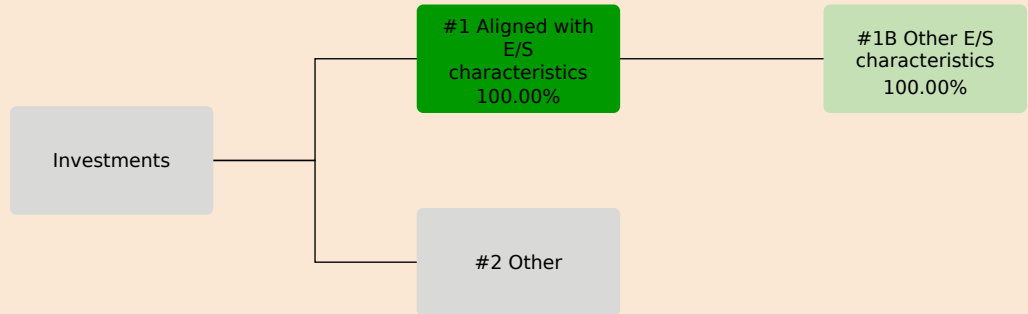 #1 Aligned with
E/S
characteristics
100.00%
#1B Other E/S
characteristics
100.00%
Investments
#2 Other